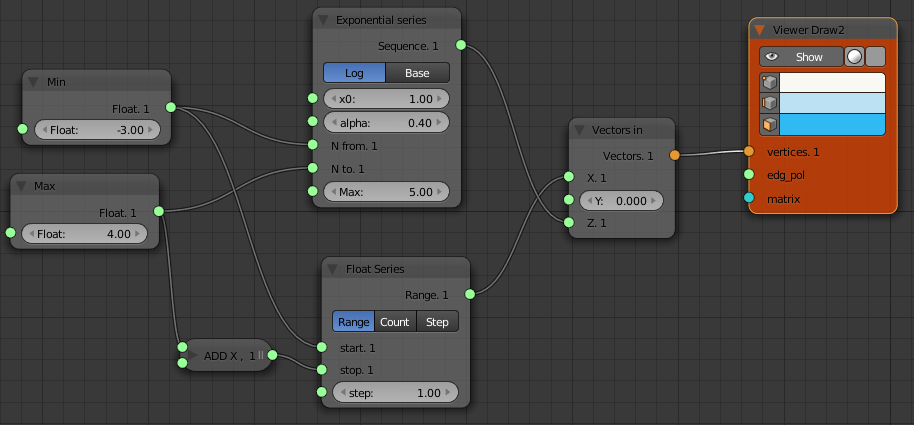 Min
Float. 1
Float: -3.00
Max
Float. 1
Float: 4.00
ADD X , 1
Exponential series
Sequence. 1
Log Base
x0: 1.00
alpha: 0.40
N from. 1
N to. 1
Max: 5.00
Float Series
Range. 1
Range Count Step
start. 1
stop. 1
step: 1.00
Vectors in
Vectors. 1
X. 1
Y: 0.000
Z. 1
Viewer Draw2
Show
vertices. 1
edg_pol
matrix